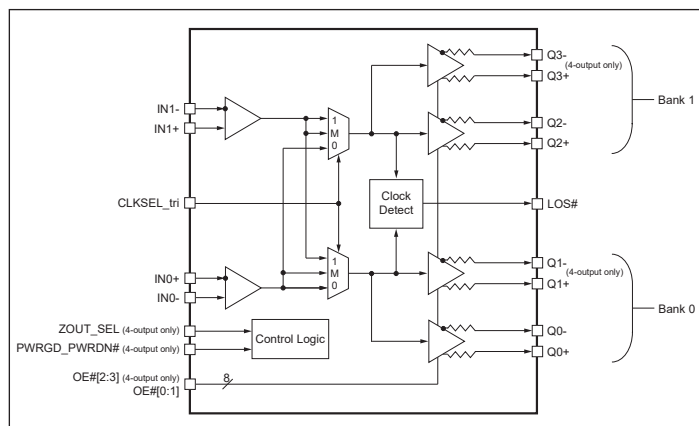 Q3-
(4-output only)
Q3+
Bank 1
IN1-
IN1+
1
M
0
Q2-
Q2+
CLKSEL_tri
Clock
Detect
LOS#
IN0+
IN0-
1
M
0
Q1-
(4-output only)
Q1+
Bank 0
ZOUT_SEL (4-output only)
PWRGD_PWRDN# (4-output only)
Control Logic
Q0-
Q0+
OE#[2:3] (4-output only)
OE#[0:1]
8